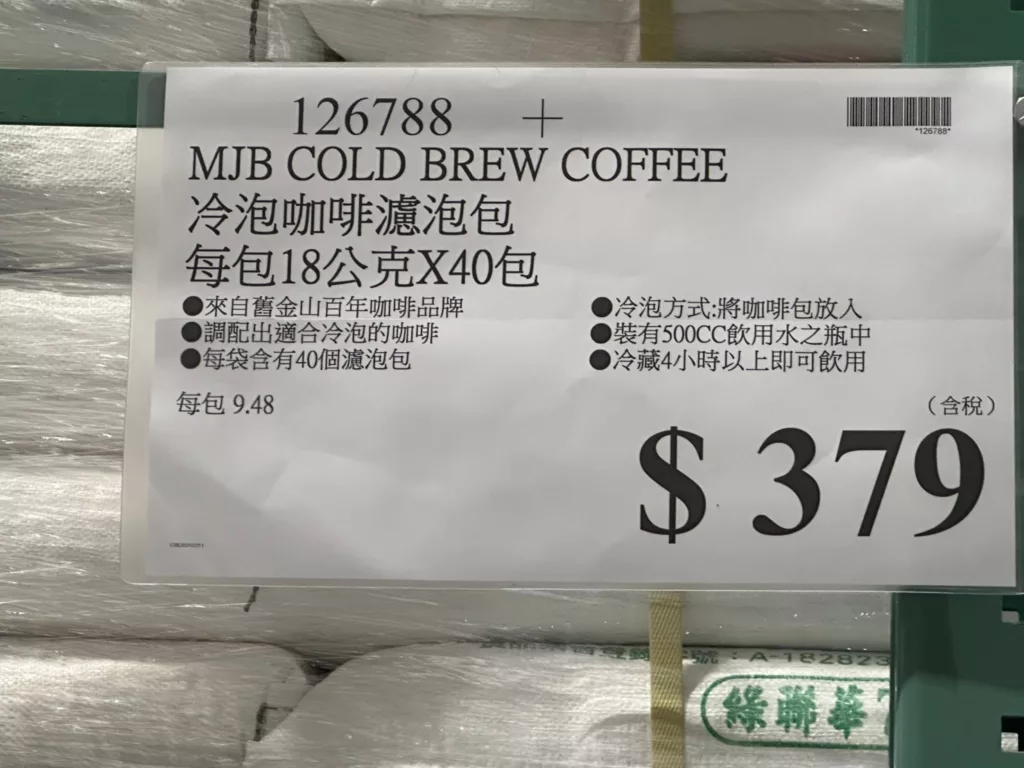 126788 +
*126788*
MJB COLD BREW COFFEE
冷泡咖啡濾泡包
每包18公克X40包
●來自舊金山百年咖啡品牌
●調配出適合冷泡的咖啡
●每袋含有40個濾泡包
●冷泡方式:將咖啡包放入
●裝有500CC飲用水之瓶中
●冷藏4小時以上即可飲用
每包 9.48
（含稅）
$ 379
號：A-182823
綠聯華